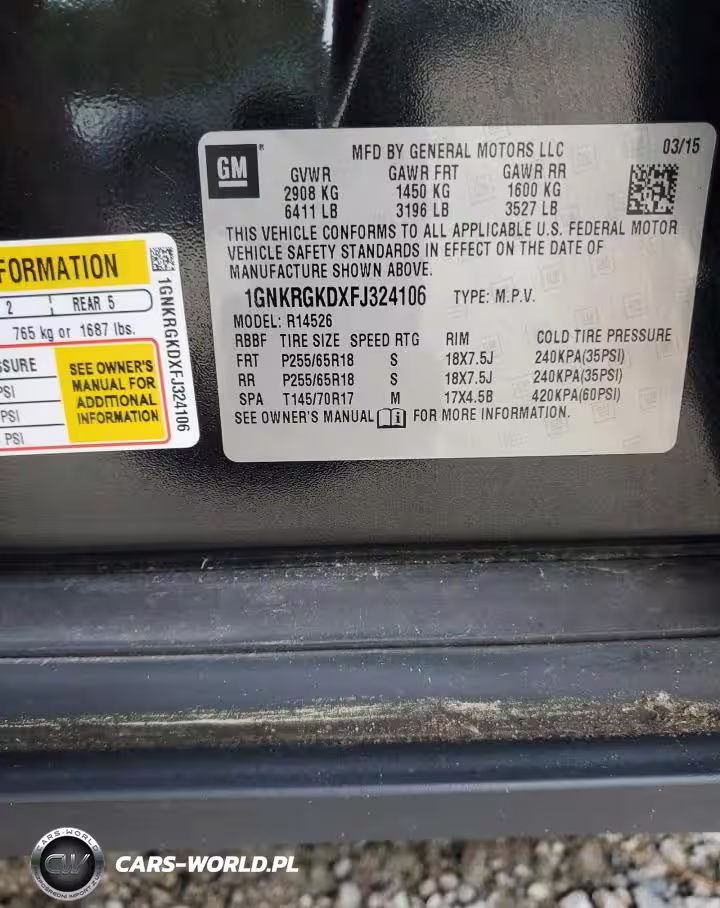 GM
MFD BY GENERAL MOTORS LLC 03/15
GVWR GAWR FRT GAWR RR
2908 KG 1450 KG 1600 KG
6411 LB 3196 LB 3527 LB
THIS VEHICLE CONFORMS TO ALL APPLICABLE U.S. FEDERAL MOTOR
VEHICLE SAFETY STANDARDS IN EFFECT ON THE DATE OF
MANUFACTURE SHOWN ABOVE.
1GNKRGKDXFJ324106 TYPE: M.P.V.
MODEL: R14526
RBBF TIRE SIZE SPEED RTG RIM COLD TIRE PRESSURE
FRT P255/65R18 S 18X7.5J 240KPA(35PSI)
RR P255/65R18 S 18X7.5J 240KPA(35PSI)
SPA T145/70R17 M 17X4.5B 420KPA(60PSI)
SEE OWNER'S MANUAL i FOR MORE INFORMATION.
FORMATION
2 REAR 5
765 kg or 1687 lbs.
SSURE
PSI
PSI
PSI
SEE OWNER'S
MANUAL FOR
ADDITIONAL
INFORMATION
1GNKRGKDXFJ324106
CARS-WORLD
CW
CARS-WORLD.PL